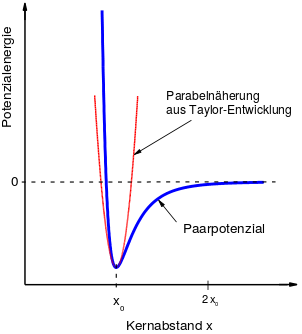 Potenzialenergie
Parabelnäherung
aus Taylor-Entwicklung
0
Paarpotenzial
x₀
2 x₀
Kernabstand x